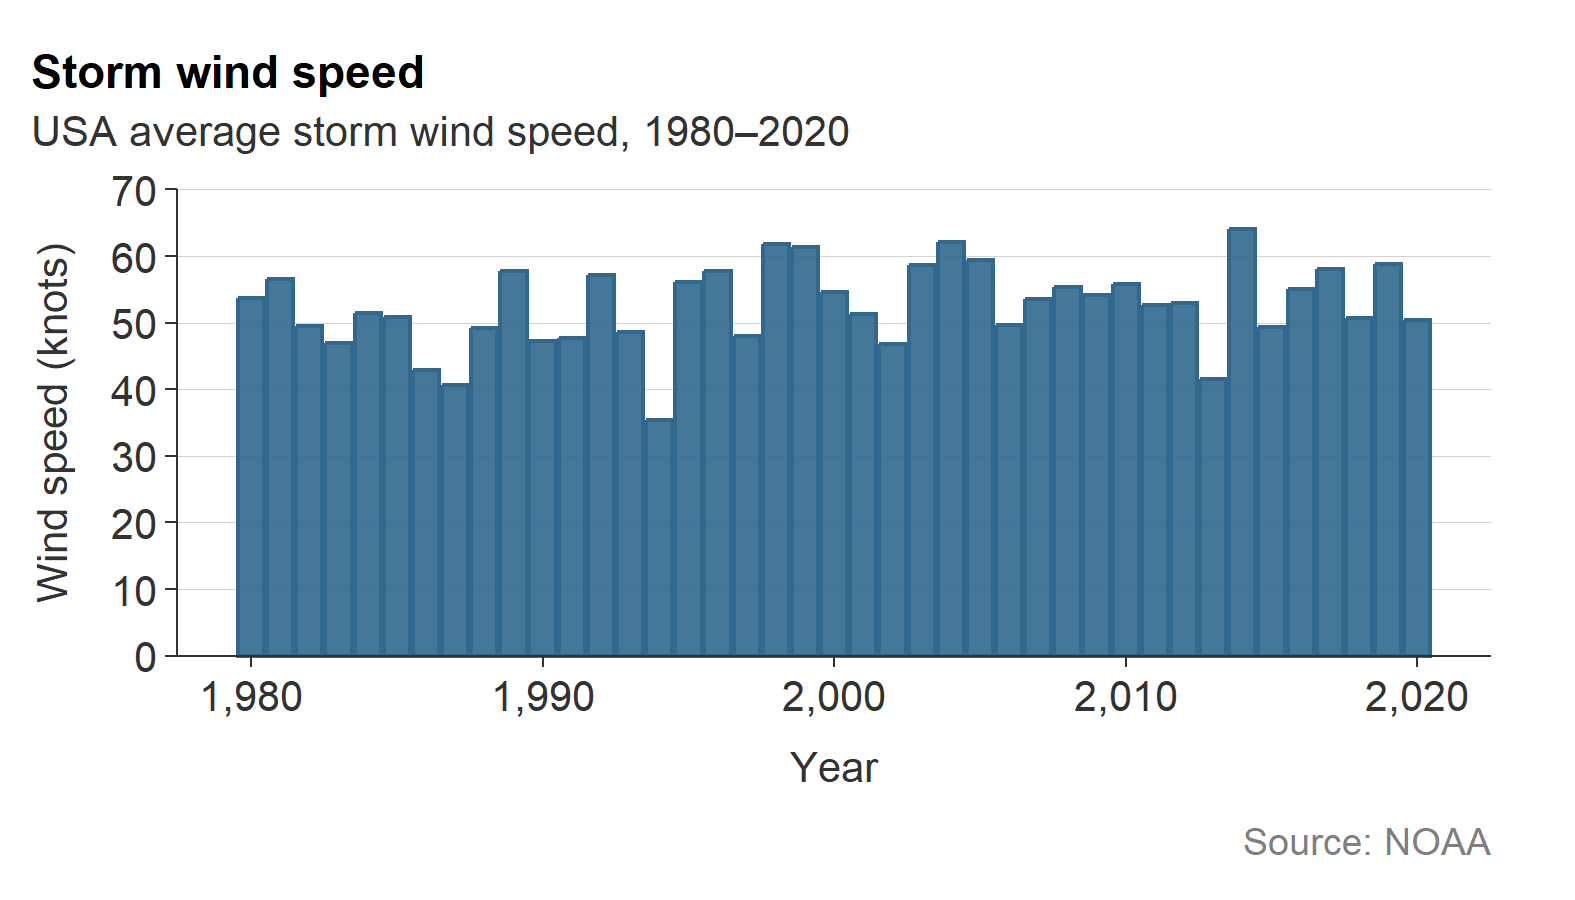 Storm wind speed
USA average storm wind speed, 1980–2020
Wind speed (knots)
70
60
50
40
30
20
10
0
1,980 1,990 2,000 2,010 2,020
Year
Source: NOAA